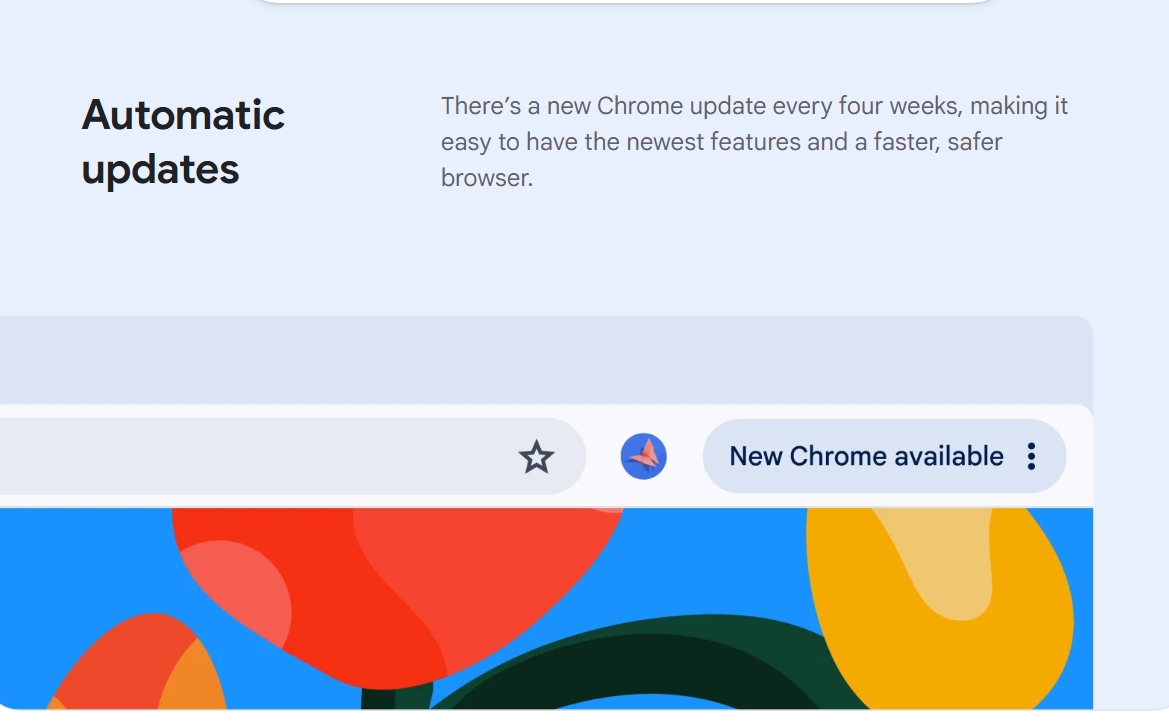 Automatic
updates
There’s a new Chrome update every four weeks, making it
easy to have the newest features and a faster, safer
browser.
New Chrome available